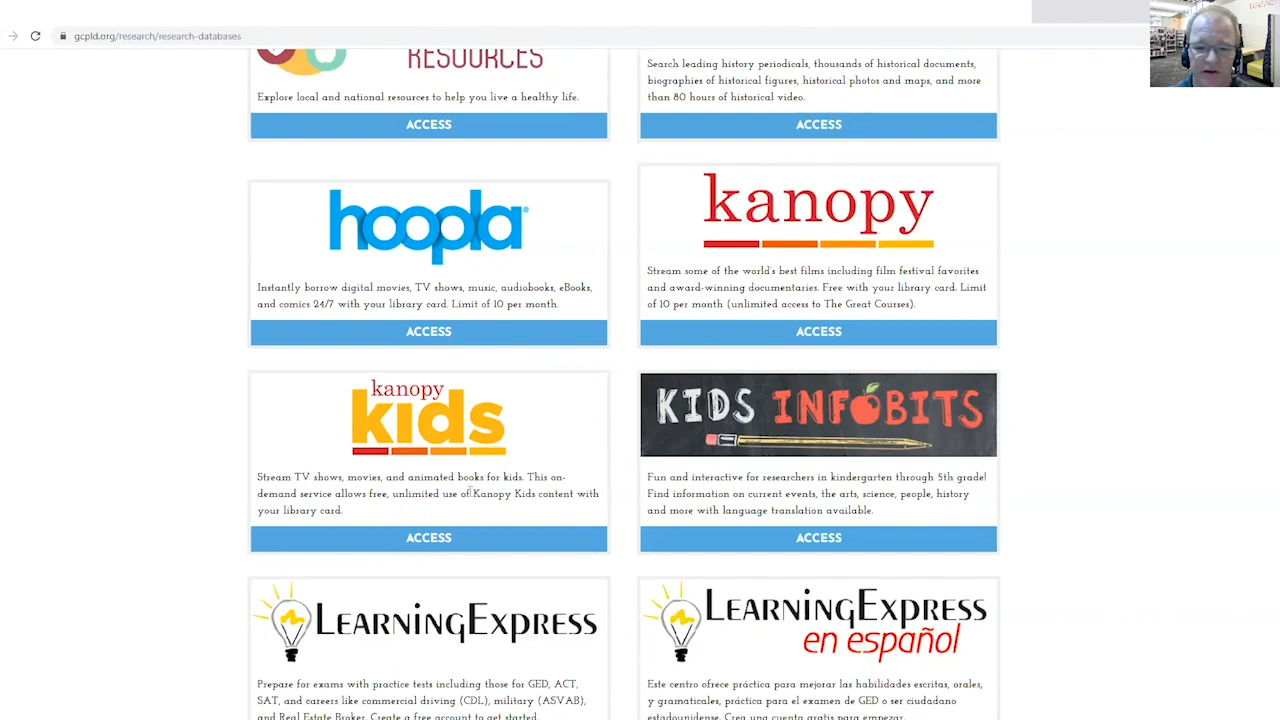 gcpld.org/research/research-databases
RESOURCES
Explore local and national resources to help you live a healthy life.
ACCESS
Search leading history periodicals, thousands of historical documents,
biographies of historical figures, historical photos and maps, and more
than 80 hours of historical video.
ACCESS
hoopla®
Instantly borrow digital movies, TV shows, music, audiobooks, eBooks,
and comics 24/7 with your library card. Limit of 10 per month.
ACCESS
kanopy
Stream some of the world's best films including film festival favorites
and award-winning documentaries. Free with your library card. Limit
of 10 per month (unlimited access to The Great Courses).
ACCESS
kanopy
kids
Stream TV shows, movies, and animated books for kids. This on-
demand service allows free, unlimited use of Kanopy Kids content with
your library card.
ACCESS
KIDS INFOBITS
Fun and interactive for researchers in kindergarten through 5th grade!
Find information on current events, the arts, science, people, history
and more with language translation available.
ACCESS
LEARNINGEXPRESS
Prepare for exams with practice tests including those for GED, ACT,
SAT, and careers like commercial driving (CDL), military (ASVAB),
and Real Estate Broker. Create a free account to get started.
LEARNINGEXPRESS
en español
Este centro ofrece práctica para mejorar las habilidades escritas, orales,
y gramaticales, práctica para el examen de GED o ser ciudadano
estadounidense. Crea una cuenta gratis para empezar.